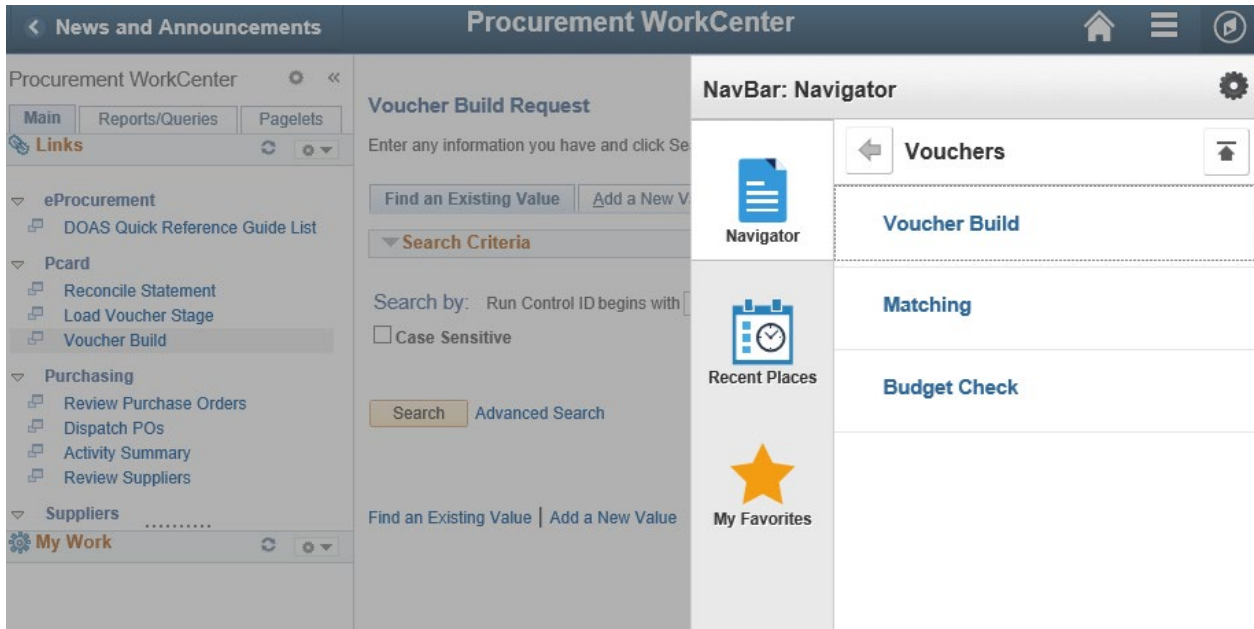 News and Announcements
Procurement WorkCenter
Procurement WorkCenter
Main
Reports/Queries
Pagelets
Links
eProcurement
DOAS Quick Reference Guide List
Pcard
Reconcile Statement
Load Voucher Stage
Voucher Build
Purchasing
Review Purchase Orders
Dispatch POs
Activity Summary
Review Suppliers
Suppliers
My Work
Voucher Build Request
Enter any information you have and click Se
Find an Existing Value
Add a New V
Search Criteria
Search by: Run Control ID begins with
Case Sensitive
Search
Advanced Search
Find an Existing Value | Add a New Value
NavBar: Navigator
Navigator
Recent Places
My Favorites
Vouchers
Voucher Build
Matching
Budget Check